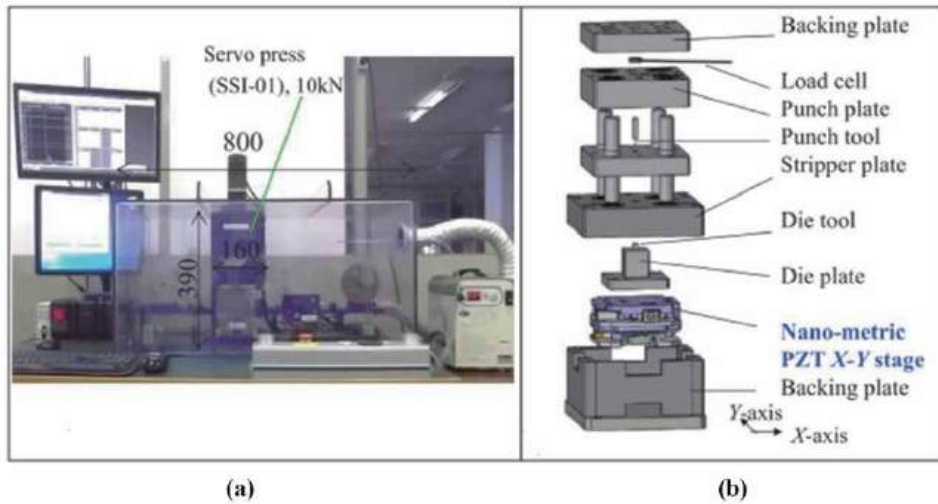 Servo press
(SSI-01), 10kN
800
160
390
Backing plate
Load cell
Punch plate
Punch tool
Stripper plate
Die tool
Die plate
Nano-metric
PZT X-Y stage
Backing plate
Y-axis
X-axis
(a)
(b)